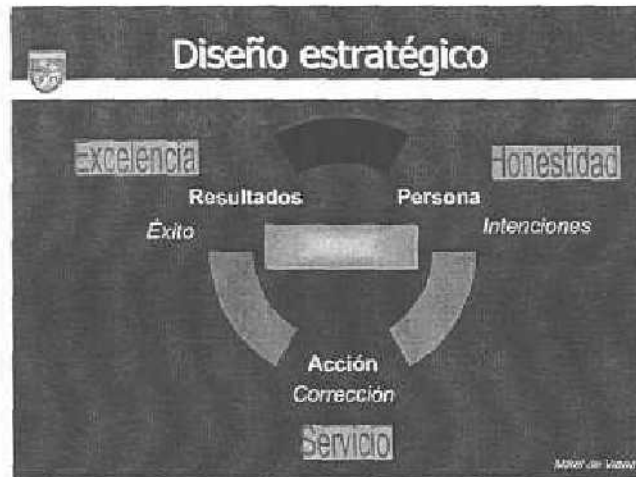 Diseño estratégico
Excelencia
Honestidad
Resultados
Persona
Éxito
Intenciones
Acción
Corrección
Servicio